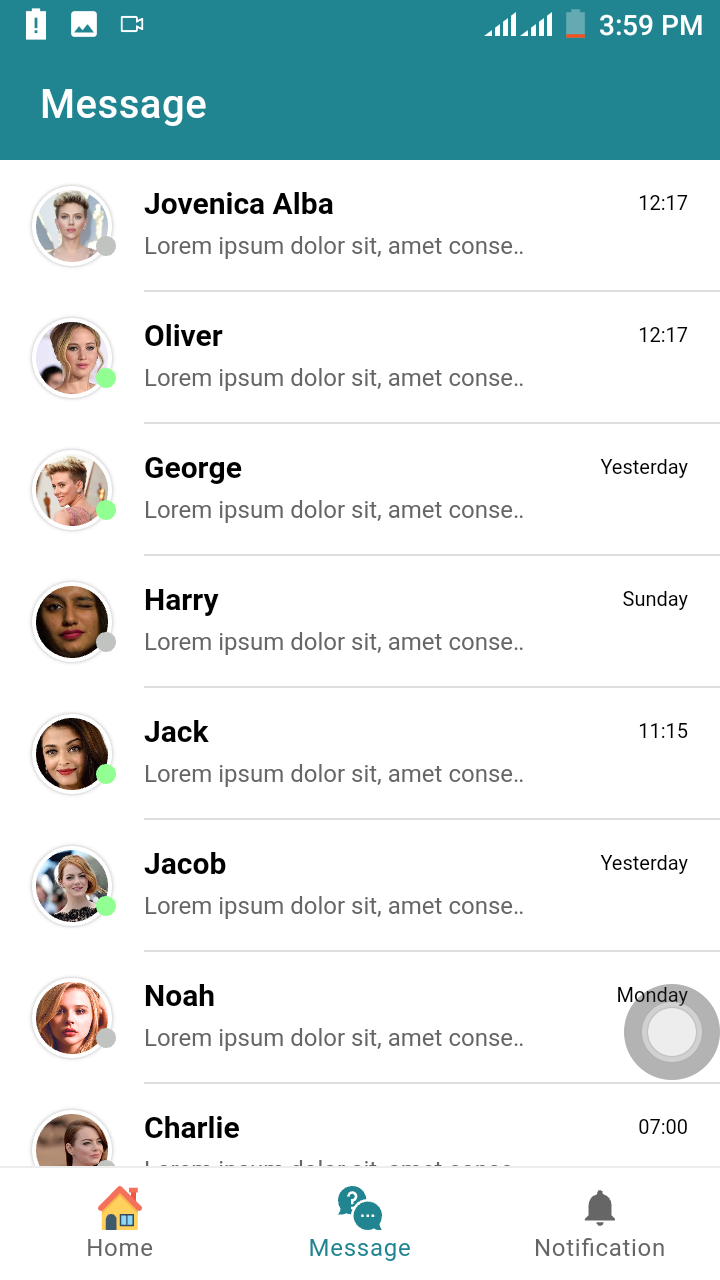 3:59 PM
Message
Jovenica Alba 12:17
Lorem ipsum dolor sit, amet conse..
Oliver 12:17
Lorem ipsum dolor sit, amet conse..
George Yesterday
Lorem ipsum dolor sit, amet conse..
Harry Sunday
Lorem ipsum dolor sit, amet conse..
Jack 11:15
Lorem ipsum dolor sit, amet conse..
Jacob Yesterday
Lorem ipsum dolor sit, amet conse..
Noah Monday
Lorem ipsum dolor sit, amet conse..
Charlie 07:00
Home Message Notification